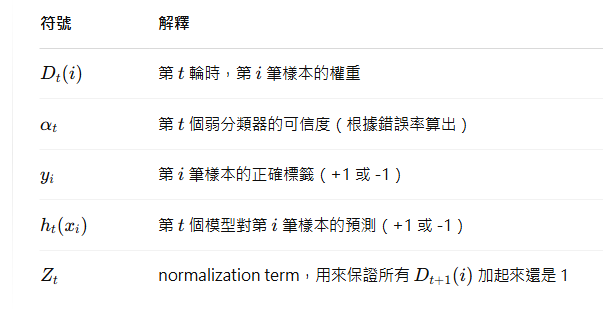 符號 解釋
D_t(i) 第 t 輪時，第 i 筆樣本的權重
α_t 第 t 個弱分類器的可信度（根據錯誤率算出）
y_i 第 i 筆樣本的正確標籤（+1 或 -1）
h_t(x_i) 第 t 個模型對第 i 筆樣本的預測（+1 或 -1）
Z_t normalization term，用來保證所有 D_{t+1}(i) 加起來還是 1